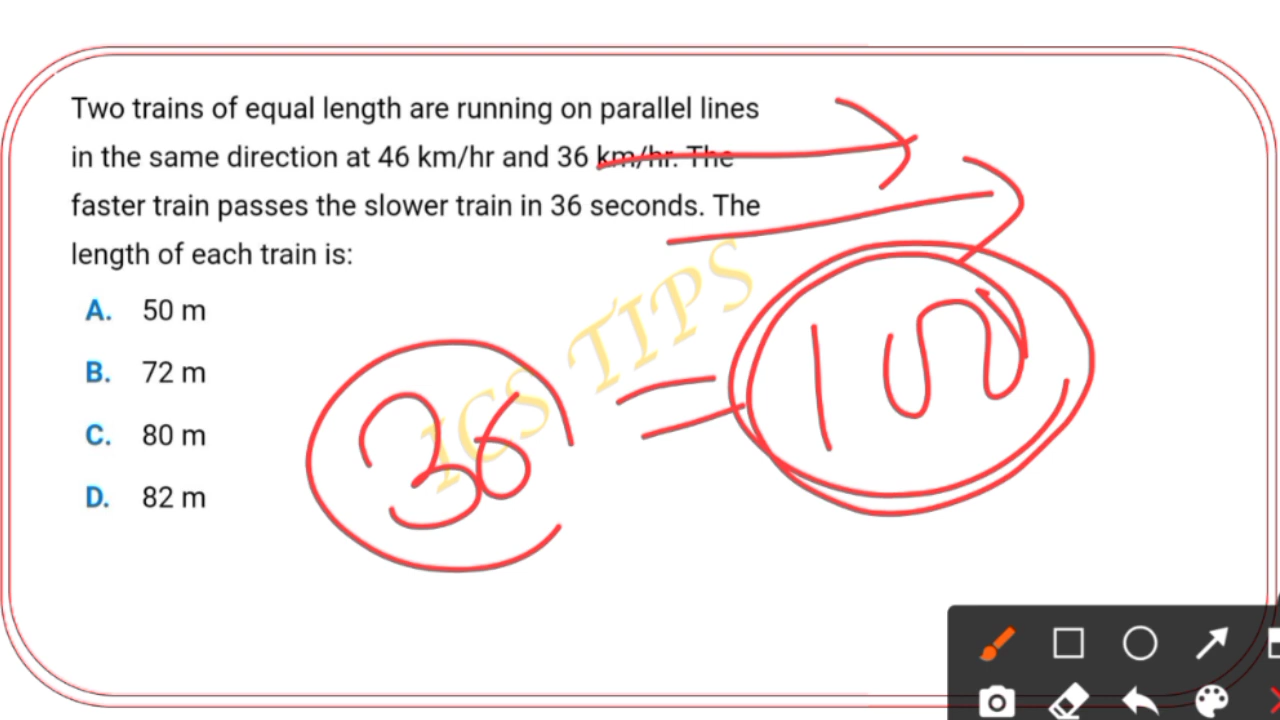 Two trains of equal length are running on parallel lines
in the same direction at 46 km/hr and 36 km/hr. The
faster train passes the slower train in 36 seconds. The
length of each train is:
A. 50 m
B. 72 m
C. 80 m
D. 82 m
ICS TIPS
36 =